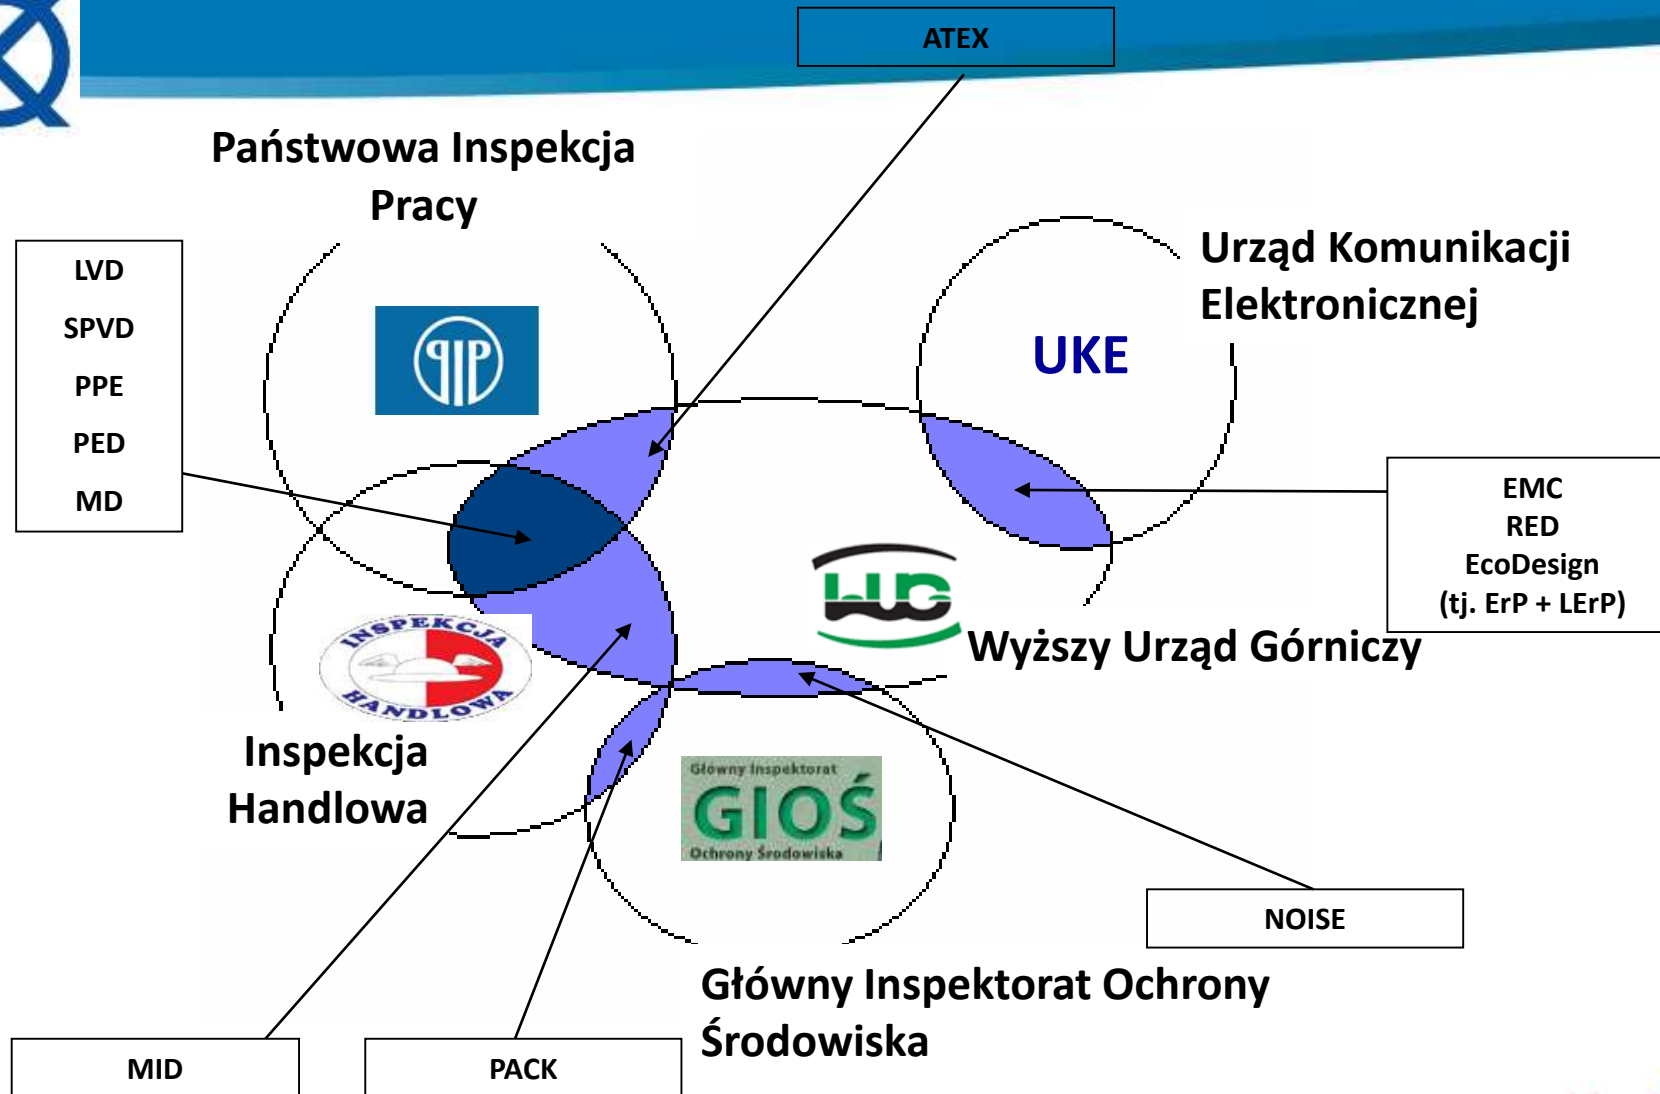 ATEX
Państwowa Inspekcja
Pracy
LVD
SPVD
PPE
PED
MD
PIP
Urząd Komunikacji
Elektronicznej
UKE
EMC
RED
EcoDesign
(tj. ErP + LErP)
WUG
Wyższy Urząd Górniczy
INSPEKCJA
HANDLOWA
Inspekcja
Handlowa
Główny Inspektorat
GIOŚ
Ochrony Środowiska
NOISE
Główny Inspektorat Ochrony
Środowiska
MID
PACK